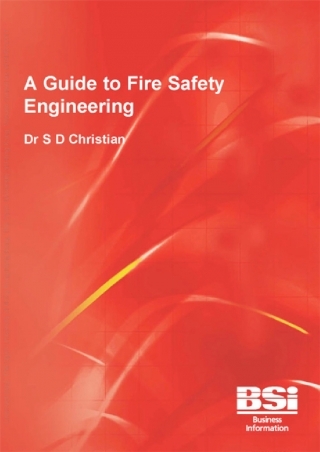 A Guide to Fire Safety
Engineering
Dr S D Christian
BSi
Business
Information